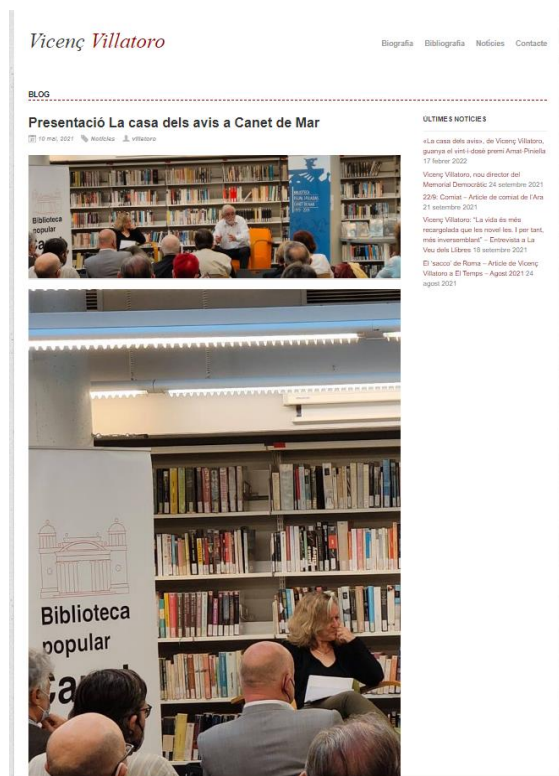 Vicenç Villatoro
Biografia Bibliografia Notícies Contacte
BLOG
Presentació La casa dels avis a Canet de Mar
10 mai, 2021 Notícies villatoro
ÚLTIMES NOTÍCIES
«La casa dels avis», de Vicenç Villatoro,
guanya el vint-i-dosè premi Amat-Piniella
17 febrer 2022
Vicenç Villatoro, nou director del
Memorial Democràtic 24 setembre 2021
22/9: Comiat – Article de comiat de l'Ara
21 setembre 2021
Vicenç Villatoro: “La vida és més
recargolada que les novel·les. I per tant,
més inversemblant” – Entrevista a La
Veu dels Llibres 18 setembre 2021
El ‘sacco’ de Roma – Article de Vicenç
Villatoro a El Temps – Agost 2021 24
agost 2021
Biblioteca
popular
Biblioteca
popular